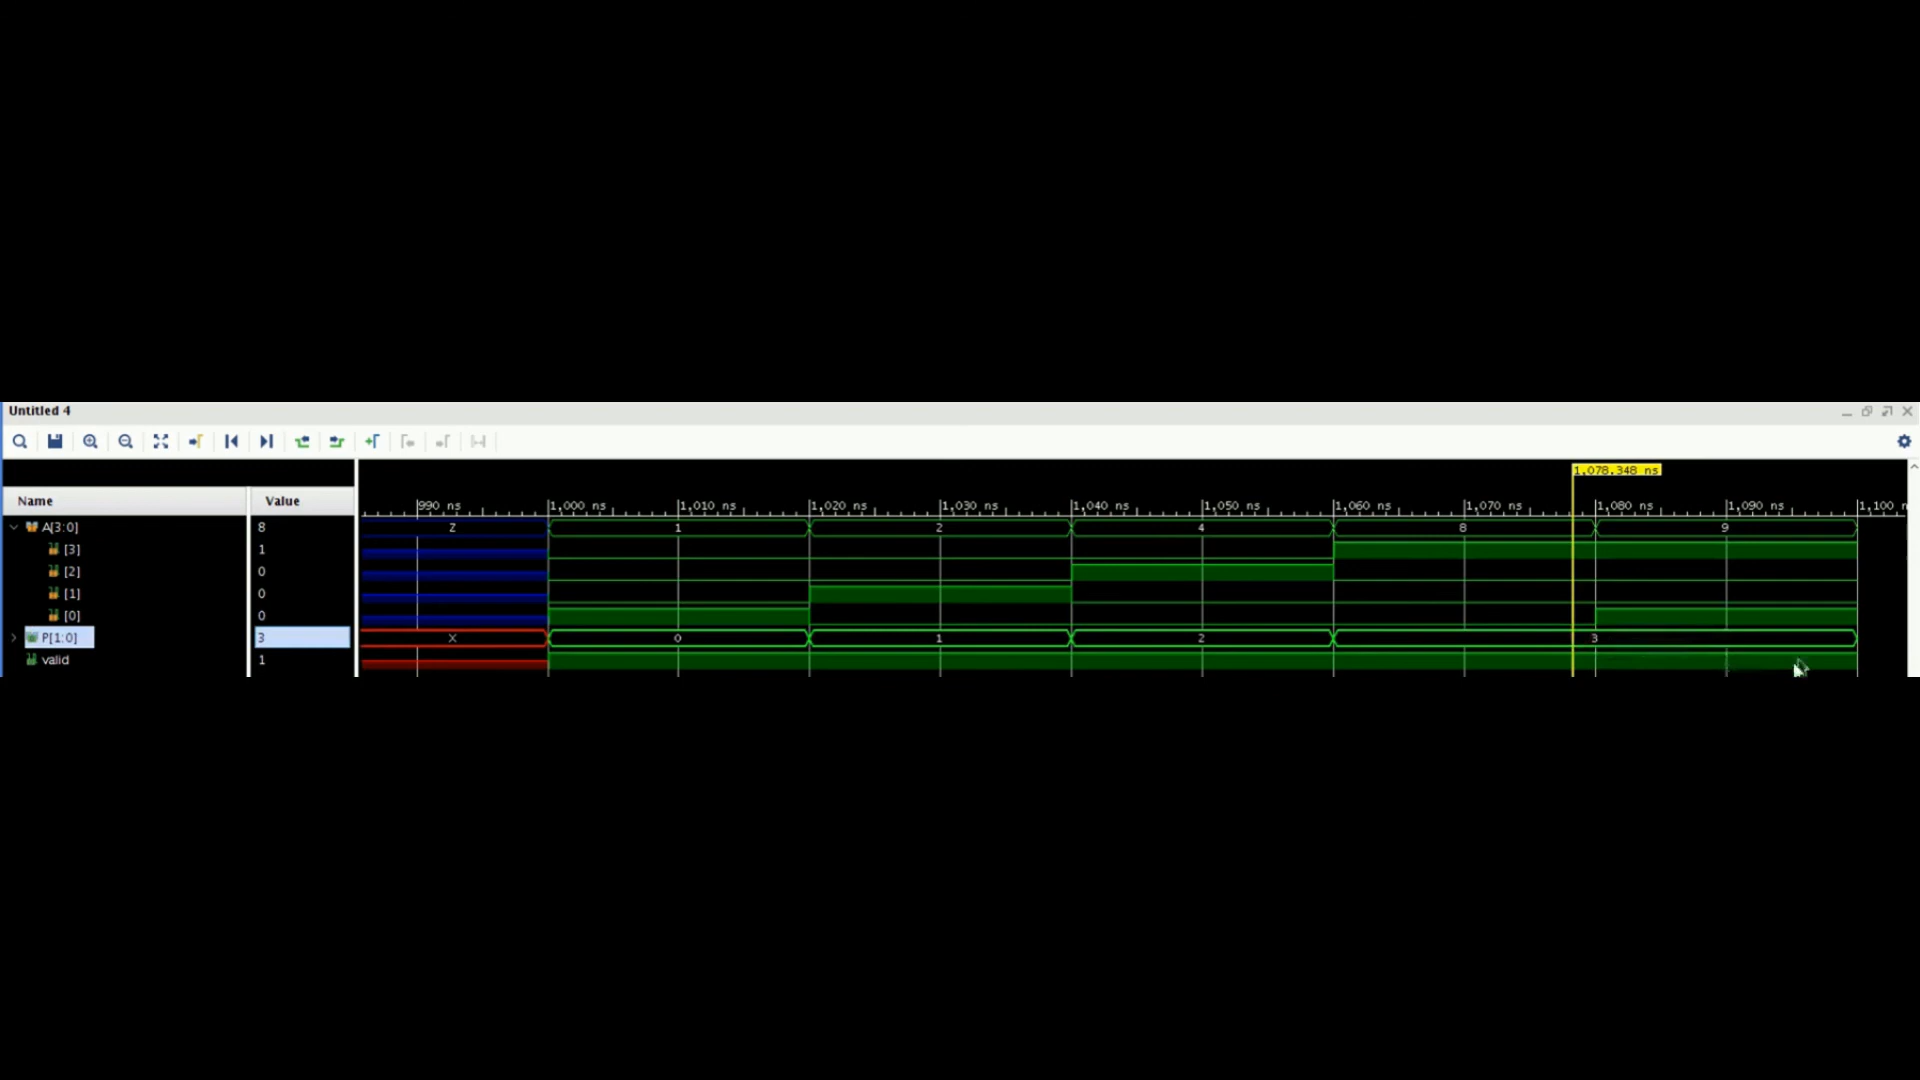 Untitled 4
1,078.348 ns
Name Value
990 ns 1,000 ns 1,010 ns 1,020 ns 1,030 ns 1,040 ns 1,050 ns 1,060 ns 1,070 ns 1,080 ns 1,090 ns 1,100 n
A[3:0] 8 Z 1 2 4 8 9
[3] 1
[2] 0
[1] 0
[0] 0
P[1:0] 3 X 0 1 2 3
valid 1